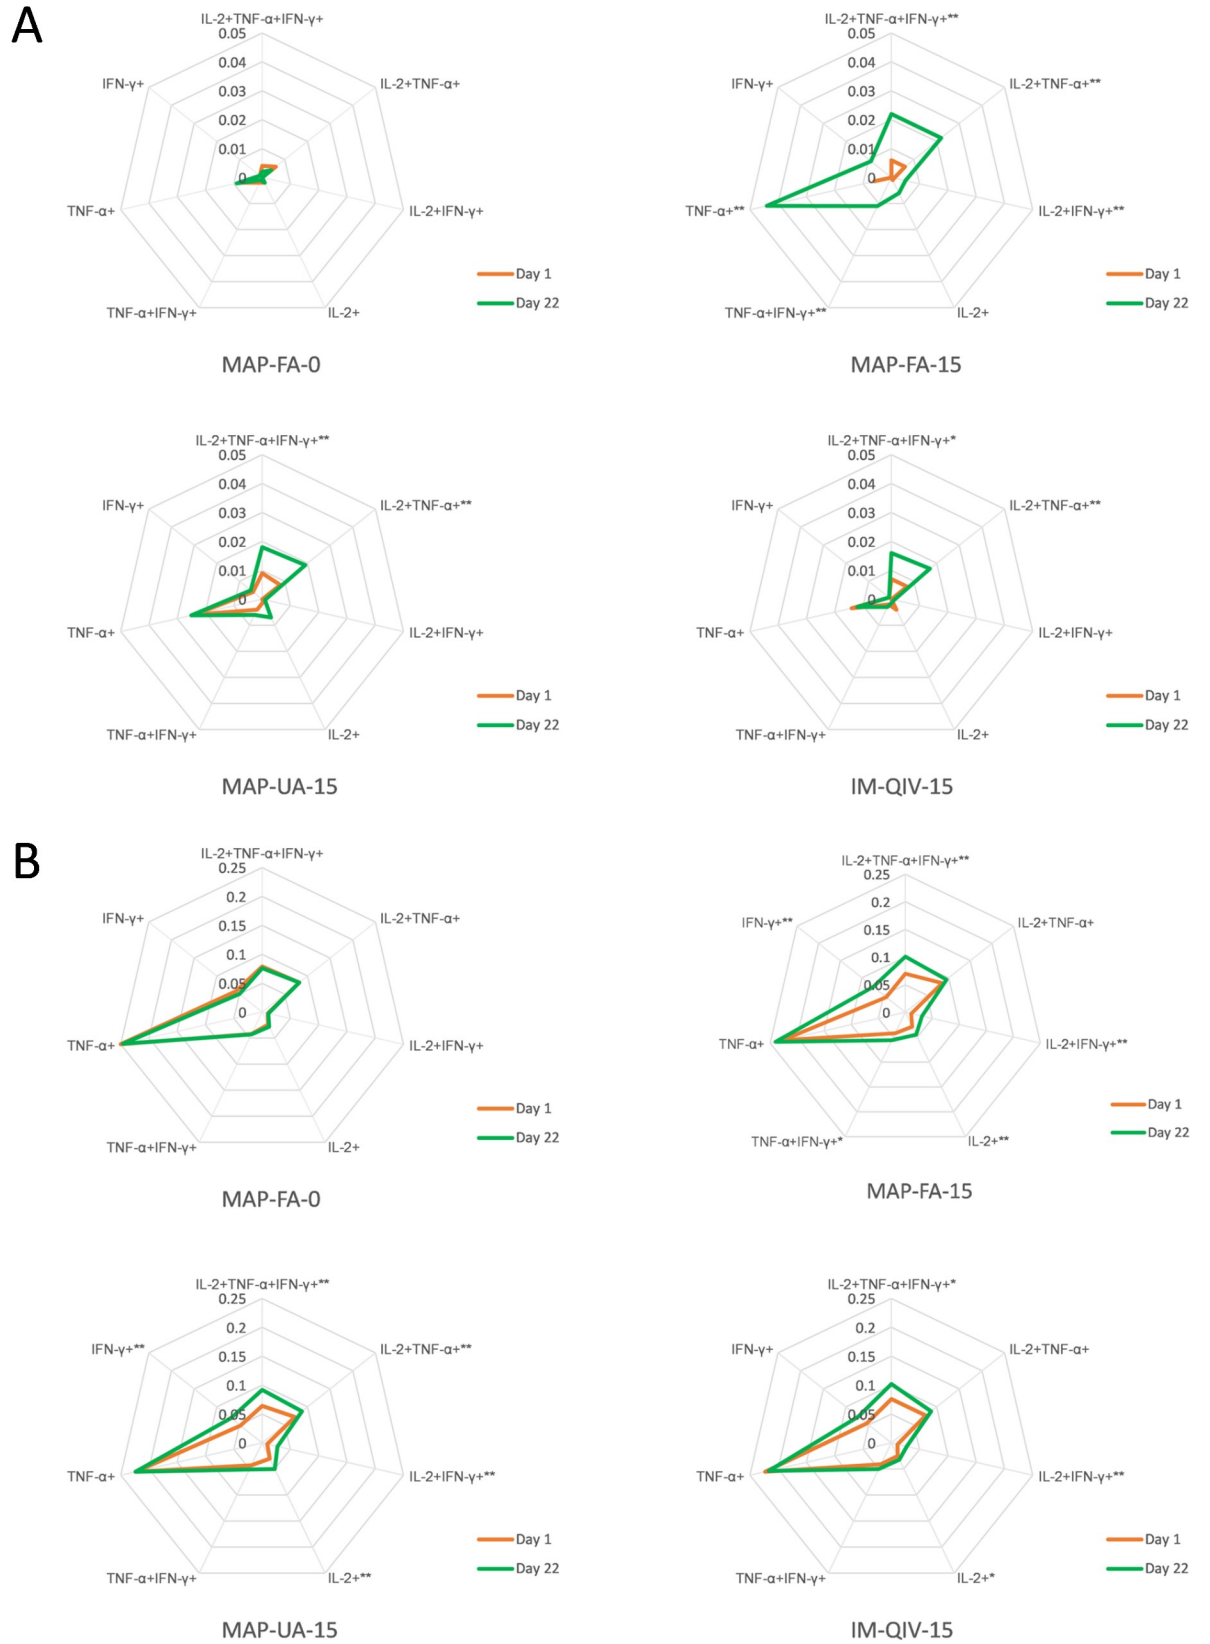 A
IL-2+TNF-α+IFN-γ+
0.05
0.04
0.03
0.02
0.01
0
IL-2+TNF-α+
IL-2+IFN-γ+
IL-2+
TNF-α+IFN-γ+
TNF-α+
IFN-γ+
Day 1
Day 22
MAP-FA-0
IL-2+TNF-α+IFN-γ+**
0.05
0.04
0.03
0.02
0.01
0
IL-2+TNF-α+**
IL-2+IFN-γ+**
IL-2+
TNF-α+IFN-γ+**
TNF-α+**
IFN-γ+
Day 1
Day 22
MAP-FA-15
IL-2+TNF-α+IFN-γ+**
0.05
0.04
0.03
0.02
0.01
0
IL-2+TNF-α+**
IL-2+IFN-γ+
IL-2+
TNF-α+IFN-γ+
TNF-α+
IFN-γ+
Day 1
Day 22
MAP-UA-15
IL-2+TNF-α+IFN-γ+*
0.05
0.04
0.03
0.02
0.01
0
IL-2+TNF-α+**
IL-2+IFN-γ+
IL-2+
TNF-α+IFN-γ+
TNF-α+
IFN-γ+
Day 1
Day 22
IM-QIV-15
B
IL-2+TNF-α+IFN-γ+
0.25
0.2
0.15
0.1
0.05
0
IL-2+TNF-α+
IL-2+IFN-γ+
IL-2+
TNF-α+IFN-γ+
TNF-α+
IFN-γ+
Day 1
Day 22
MAP-FA-0
IL-2+TNF-α+IFN-γ+**
0.25
0.2
0.15
0.1
0.05
0
IL-2+TNF-α+
IL-2+IFN-γ+**
IL-2+**
TNF-α+IFN-γ+*
TNF-α+
IFN-γ+**
Day 1
Day 22
MAP-FA-15
IL-2+TNF-α+IFN-γ+**
0.25
0.2
0.15
0.1
0.05
0
IL-2+TNF-α+**
IL-2+IFN-γ+**
IL-2+**
TNF-α+IFN-γ+
TNF-α+
IFN-γ+**
Day 1
Day 22
MAP-UA-15
IL-2+TNF-α+IFN-γ+*
0.25
0.2
0.15
0.1
0.05
0
IL-2+TNF-α+
IL-2+IFN-γ+**
IL-2+*
TNF-α+IFN-γ+
TNF-α+
IFN-γ+
Day 1
Day 22
IM-QIV-15